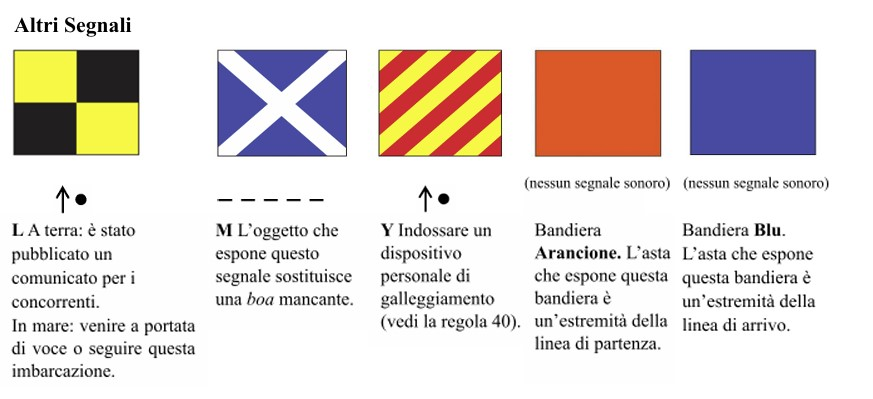 Altri Segnali
(nessun segnale sonoro)
(nessun segnale sonoro)
L A terra: è stato
pubblicato un
comunicato per i
concorrenti.
In mare: venire a portata
di voce o seguire questa
imbarcazione.
M L’oggetto che
espone questo
segnale sostituisce
una boa mancante.
Y Indossare un
dispositivo
personale di
galleggiamento
(vedi la regola 40).
Bandiera
Arancione. L’asta
che espone questa
bandiera è
un’estremità della
linea di partenza.
Bandiera Blu.
L’asta che espone
questa bandiera è
un’estremità della
linea di arrivo.